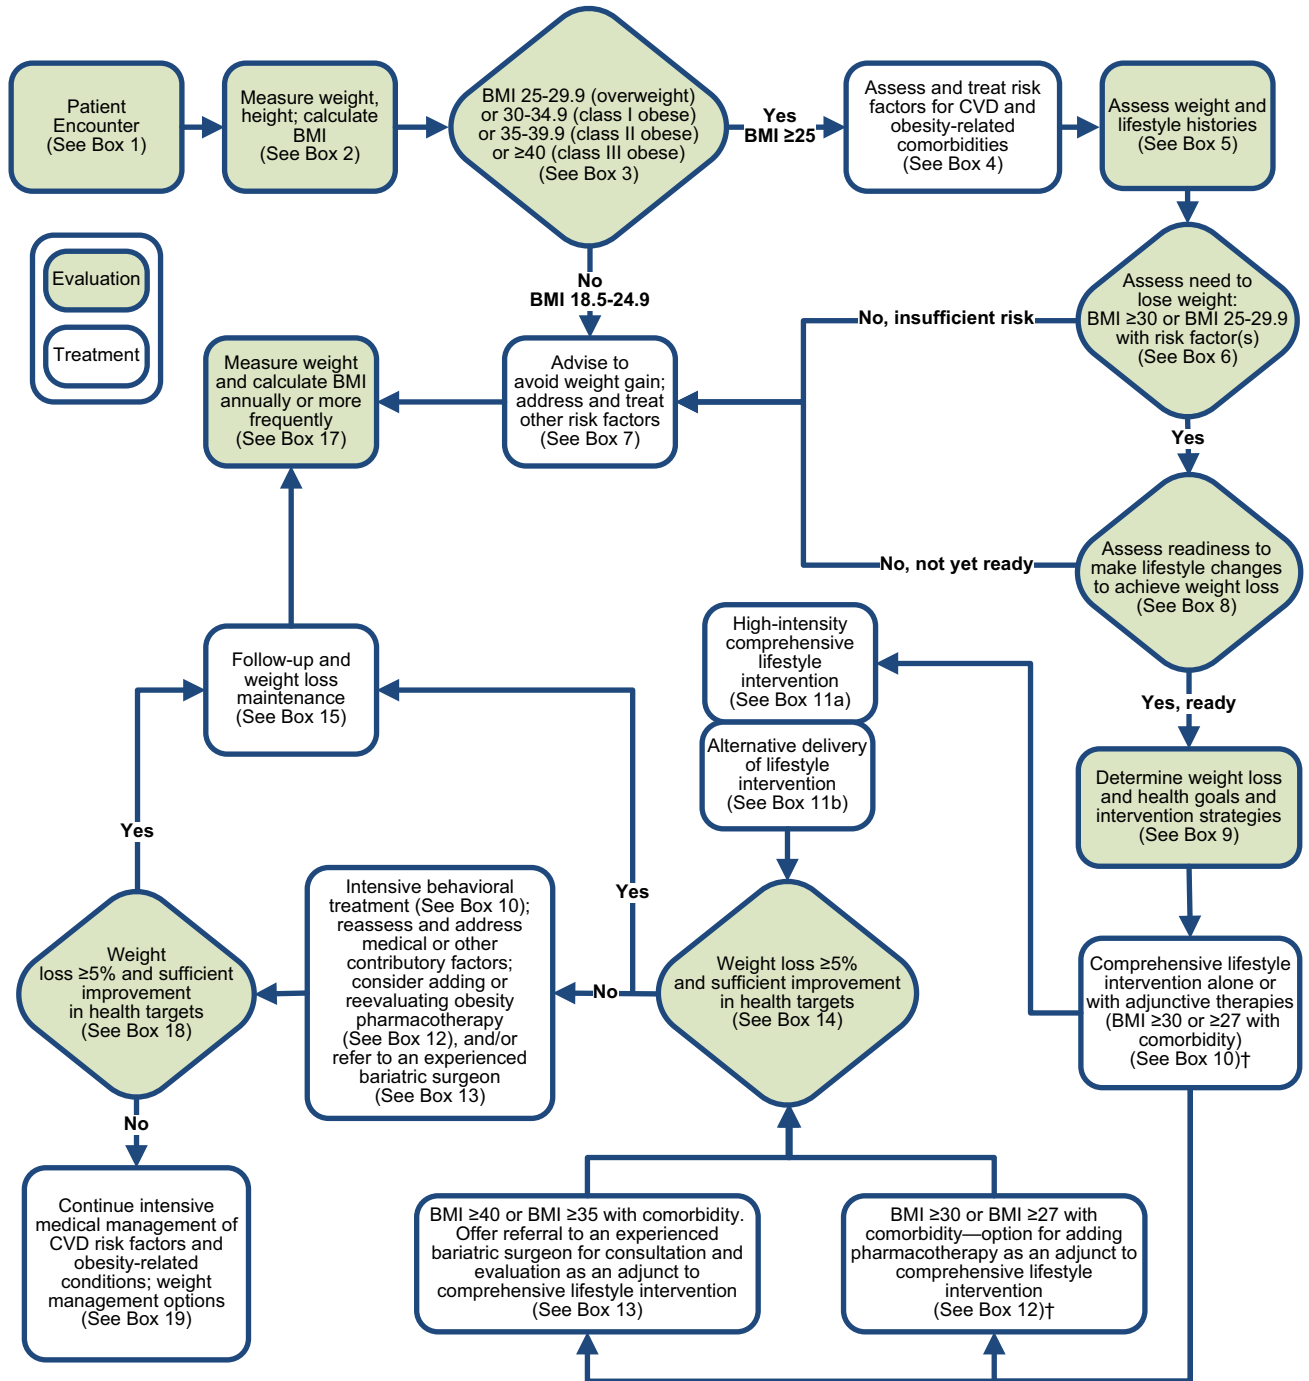 Patient
Encounter
(See Box 1)
Measure weight,
height; calculate
BMI
(See Box 2)
BMI 25-29.9 (overweight)
or 30-34.9 (class I obese)
or 35-39.9 (class II obese)
or ≥40 (class III obese)
(See Box 3)
Yes
BMI ≥25
Assess and treat risk
factors for CVD and
obesity-related
comorbidities
(See Box 4)
Assess weight and
lifestyle histories
(See Box 5)
Evaluation
Treatment
No
BMI 18.5-24.9
Assess need to
lose weight:
BMI ≥30 or BMI 25-29.9
with risk factor(s)
(See Box 6)
No, insufficient risk
Measure weight
and calculate BMI
annually or more
frequently
(See Box 17)
Advise to
avoid weight gain;
address and treat
other risk factors
(See Box 7)
Yes
Assess readiness to
make lifestyle changes
to achieve weight loss
(See Box 8)
No, not yet ready
High-intensity
comprehensive
lifestyle
intervention
(See Box 11a)
Follow-up and
weight loss
maintenance
(See Box 15)
Yes, ready
Alternative delivery
of lifestyle
intervention
(See Box 11b)
Determine weight loss
and health goals and
intervention strategies
(See Box 9)
Yes
Yes
Intensive behavioral
treatment (See Box 10);
reassess and address
medical or other
contributory factors;
consider adding or
reevaluating obesity
pharmacotherapy
(See Box 12), and/or
refer to an experienced
bariatric surgeon
(See Box 13)
Weight
loss ≥5% and sufficient
improvement
in health targets
(See Box 18)
No
Weight loss ≥5%
and sufficient improvement
in health targets
(See Box 14)
Comprehensive lifestyle
intervention alone or
with adjunctive therapies
(BMI ≥30 or ≥27 with
comorbidity)
(See Box 10)†
No
Continue intensive
medical management of
CVD risk factors and
obesity-related
conditions; weight
management options
(See Box 19)
BMI ≥40 or BMI ≥35 with comorbidity.
Offer referral to an experienced
bariatric surgeon for consultation and
evaluation as an adjunct to
comprehensive lifestyle intervention
(See Box 13)
BMI ≥30 or BMI ≥27 with
comorbidity—option for adding
pharmacotherapy as an adjunct to
comprehensive lifestyle
intervention
(See Box 12)†